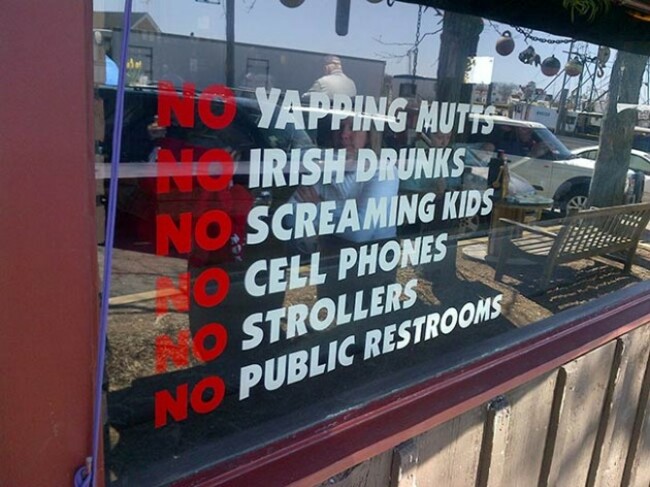 NO YAPPING MUTTS
NO IRISH DRUNKS
NO SCREAMING KIDS
NO CELL PHONES
NO STROLLERS
NO PUBLIC RESTROOMS